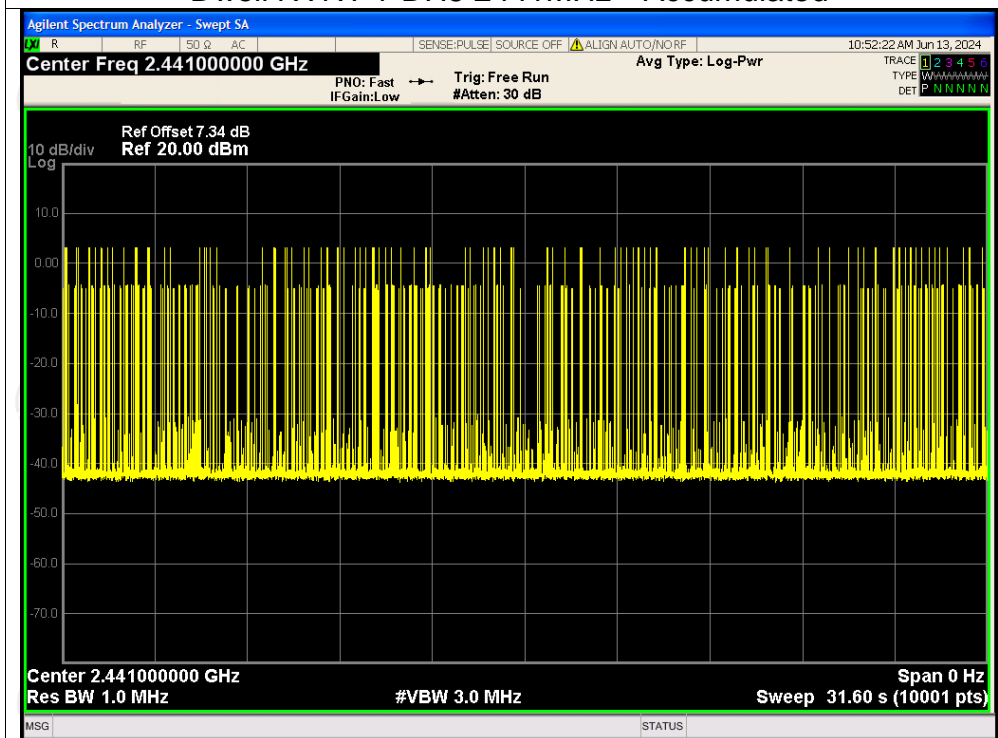 Agilent Spectrum Analyzer - Swept SA
LXI R RF 50 Ω AC SENSE:PULSE SOURCE OFF ALIGN AUTO/NO RF 10:52:22 AM Jun 13, 2024
Center Freq 2.441000000 GHz Avg Type: Log-Pwr TRACE 1 2 3 4 5 6
PNO: Fast Trig: Free Run TYPE
IFGain:Low #Atten: 30 dB DET P N N N N N
Ref Offset 7.34 dB
10 dB/div Ref 20.00 dBm
Log
10.0
0.00
-10.0
-20.0
-30.0
-40.0
-50.0
-60.0
-70.0
Center 2.441000000 GHz Span 0 Hz
Res BW 1.0 MHz #VBW 3.0 MHz Sweep 31.60 s (10001 pts)
MSG STATUS